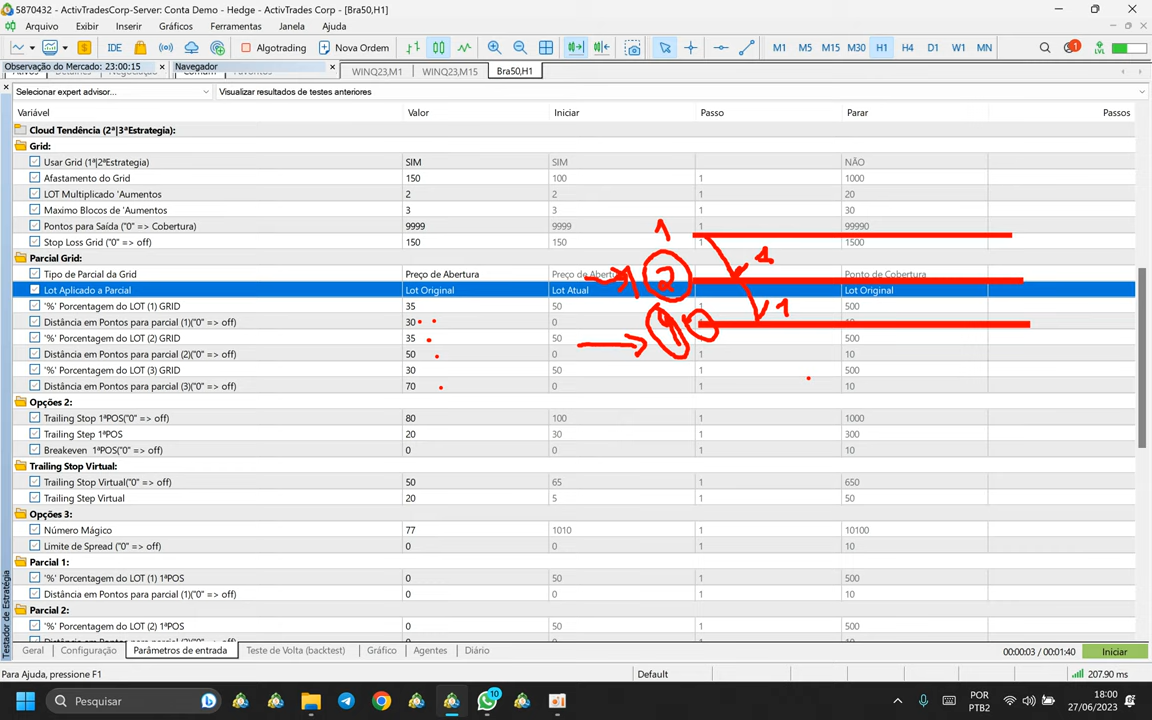 5870432 - ActivTradesCorp-Server: Conta Demo - Hedge - ActivTrades Corp - [Bra50,H1]
Arquivo Exibir Inserir Gráficos Ferramentas Janela Ajuda
IDE Algotrading Nova Ordem M1 M5 M15 M30 H1 H4 D1 W1 MN 1 LVL
Observação do Mercado: 23:00:15 Navegador
WINQ23,M1 WINQ23,M15 Bra50,H1
Selecionar expert advisor... Visualizar resultados de testes anteriores
Variável Valor Iniciar Passo Parar Passos
Cloud Tendência (2ª|3ªEstrategia):
Grid:
Usar Grid (1ª|2ªEstrategia) SIM SIM NÃO
Afastamento do Grid 150 100 1 1000
LOT Multiplicado 'Aumentos 2 2 1 20
Maximo Blocos de 'Aumentos 3 3 1 30
Pontos para Saída ("0" => Cobertura) 9999 9999 1 99990
Stop Loss Grid ("0" => off) 150 150 1 1500
1
Parcial Grid:
1
Tipo de Parcial da Grid Preço de Abertura Ponto de Cobertura
2
Lot Aplicado a Parcial Lot Original Lot Atual Lot Original
'%' Porcentagem do LOT (1) GRID 35 50 1 500
1
Distância em Pontos para parcial (1)("0" => off) 30 0 10
'%' Porcentagem do LOT (2) GRID 35 50 1 500
Distância em Pontos para parcial (2)("0" => off) 50 0 1 10
'%' Porcentagem do LOT (3) GRID 30 50 1 500
Distância em Pontos para parcial (3)("0" => off) 70 0 1 10
Opções 2:
Trailing Stop 1ªPOS("0" => off) 80 100 1 1000
Trailing Step 1ªPOS 20 30 1 300
Breakeven 1ªPOS("0" => off) 0 0 1 10
Trailing Stop Virtual:
Trailing Stop Virtual("0" => off) 50 65 1 650
Trailing Step Virtual 20 5 1 50
Opções 3:
Número Mágico 77 1010 1 10100
Limite de Spread ("0" => off) 0 0 1 10
Parcial 1:
'%' Porcentagem do LOT (1) 1ªPOS 0 50 1 500
Distância em Pontos para parcial (1)("0" => off) 0 0 1 10
Parcial 2:
'%' Porcentagem do LOT (2) 1ªPOS 0 50 1 500
Testador de Estratégia
Geral Configuração Parâmetros de entrada Teste de Volta (backtest) Gráfico Agentes Diário 00:00:03 / 00:01:40 Iniciar
Para Ajuda, pressione F1 Default 207.90 ms
Pesquisar 10 POR PTB2 18:00 27/06/2023